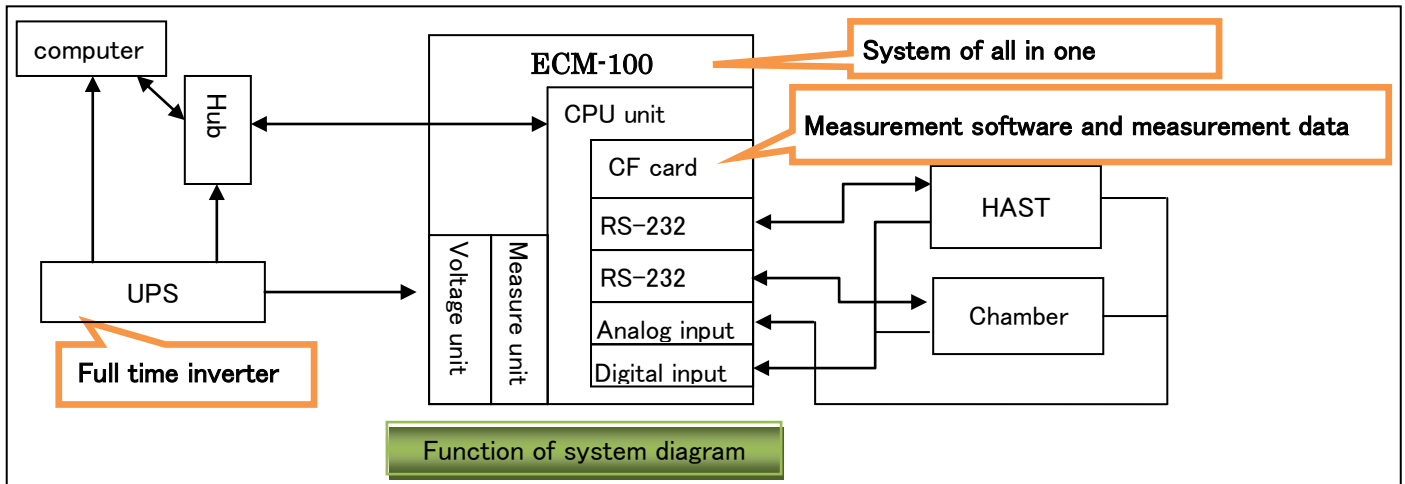 computer
Hub
UPS
Full time inverter
ECM-100
System of all in one
CPU unit
Measurement software and measurement data
CF card
RS-232
RS-232
Analog input
Digital input
Voltage unit
Measure unit
HAST
Chamber
Function of system diagram